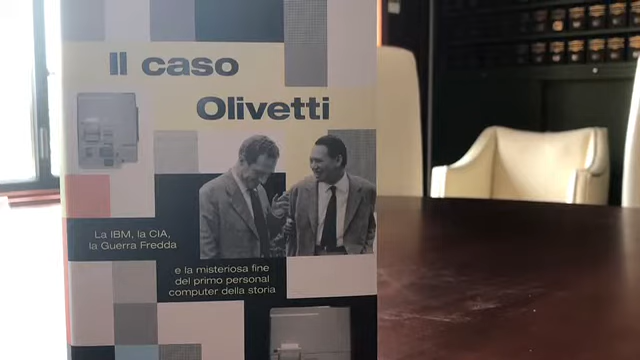 Il caso
Olivetti
La IBM, la CIA,
la Guerra Fredda
e la misteriosa fine
del primo personal
computer della storia